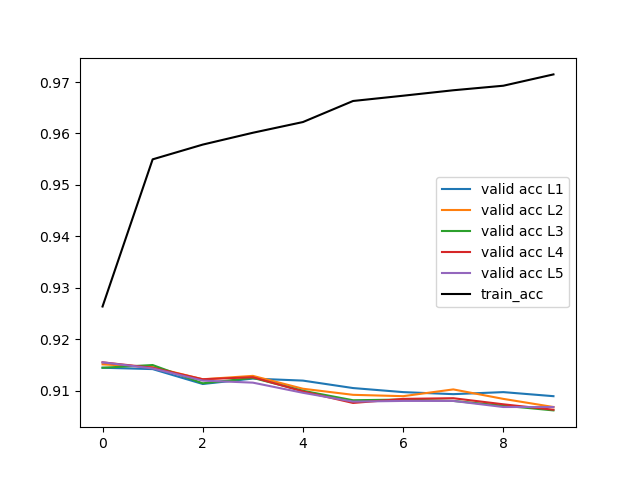 0.97
0.96
0.95
0.94
0.93
0.92
0.91
0 2 4 6 8
valid acc L1
valid acc L2
valid acc L3
valid acc L4
valid acc L5
train_acc